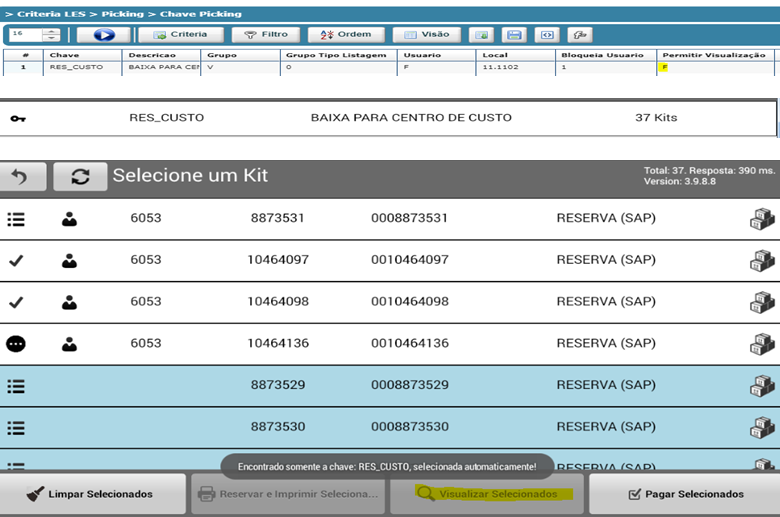 > Criteria LES > Picking > Chave Picking
16 Criteria Filtro Ordem Visão
# Chave Descricao Grupo Grupo Tipo Listagem Usuario Local Bloqueia Usuario Permitir Visualização
1 RES_CUSTO BAIXA PARA CEN V 0 F 11.1102 1 F
RES_CUSTO BAIXA PARA CENTRO DE CUSTO 37 Kits
Selecione um Kit
Total: 37. Resposta: 390 ms.
Version: 3.9.8.8
6053 8873531 0008873531 RESERVA (SAP)
6053 10464097 0010464097 RESERVA (SAP)
6053 10464098 0010464098 RESERVA (SAP)
6053 10464136 0010464136 RESERVA (SAP)
8873529 0008873529 RESERVA (SAP)
8873530 0008873530 RESERVA (SAP)
RESERVA (SAP)
Encontrado somente a chave: RES_CUSTO, selecionada automaticamente!
Limpar Selecionados Reservar e Imprimir Seleciona... Visualizar Selecionados Pagar Selecionados